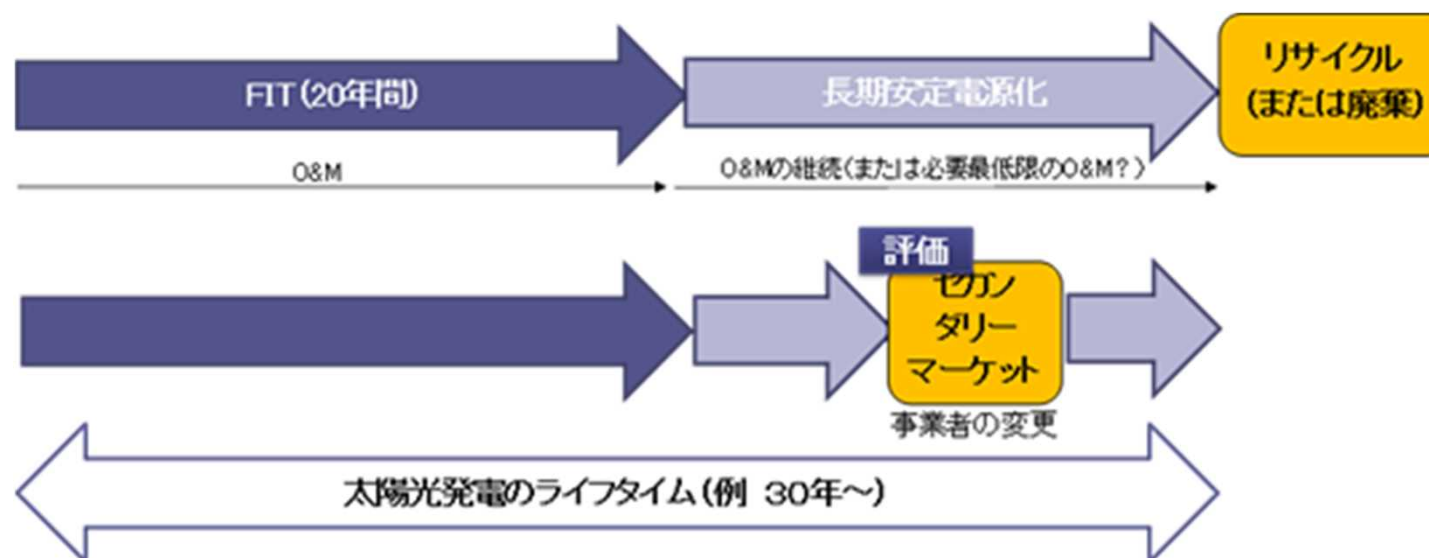 FIT(20年間)
長期安定電源化
リサイクル
(または廃棄)
O&M
O&Mの継続(または必要最低限のO&M?)
評価
セカン
ダリー
マーケット
事業者の変更
太陽光発電のライフタイム(例 30年～)